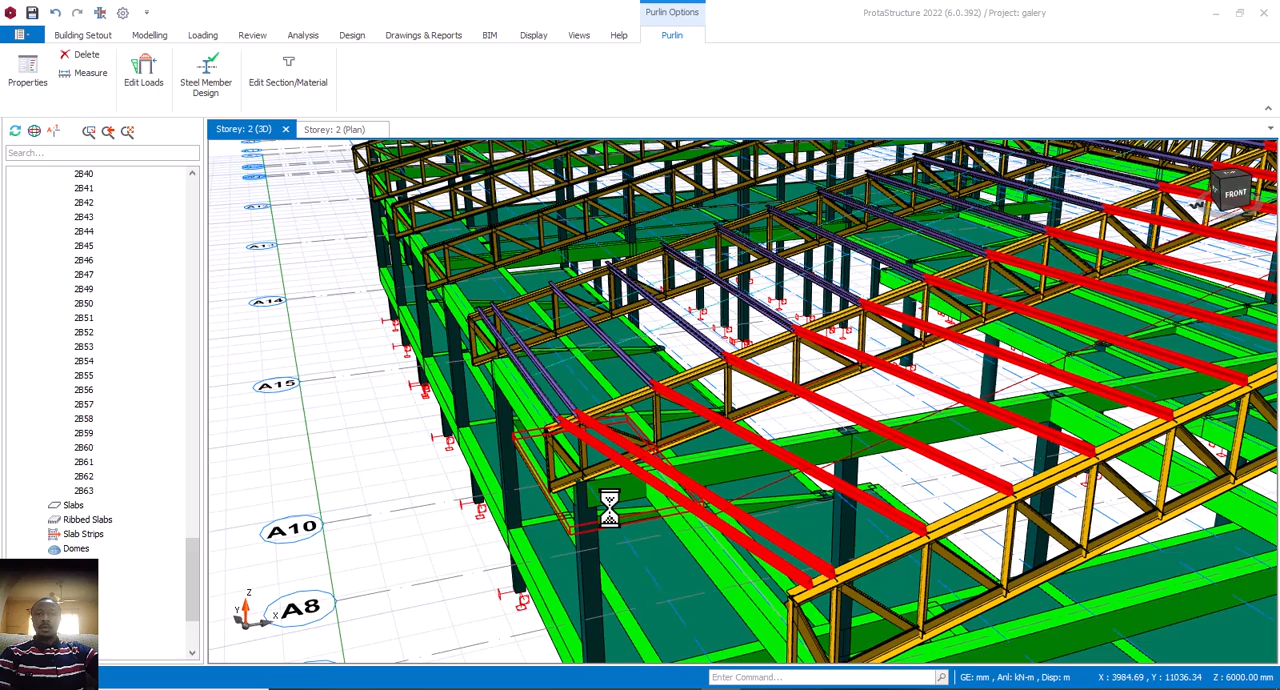 Purlin Options
ProtaStructure 2022 (6.0.392) / Project: galery
Building Setout
Modelling
Loading
Review
Analysis
Design
Drawings & Reports
BIM
Display
Views
Help
Purlin
Properties
Delete
Measure
Edit Loads
Steel Member
Design
Edit Section/Material
Storey: 2 (3D)
Storey: 2 (Plan)
Search...
2B40
2B41
2B42
2B43
2B44
2B45
2B46
2B47
2B49
2B50
2B51
2B52
2B53
2B54
2B55
2B56
2B57
2B58
2B59
2B60
2B61
2B62
2B63
Slabs
Ribbed Slabs
Slab Strips
Domes
A14
A15
A10
A8
Z
Y
X
FRONT
Enter Command...
GE: mm , Anl: kN-m , Disp: m
X : 3984.69 , Y : 11036.34
Z : 6000.00 mm